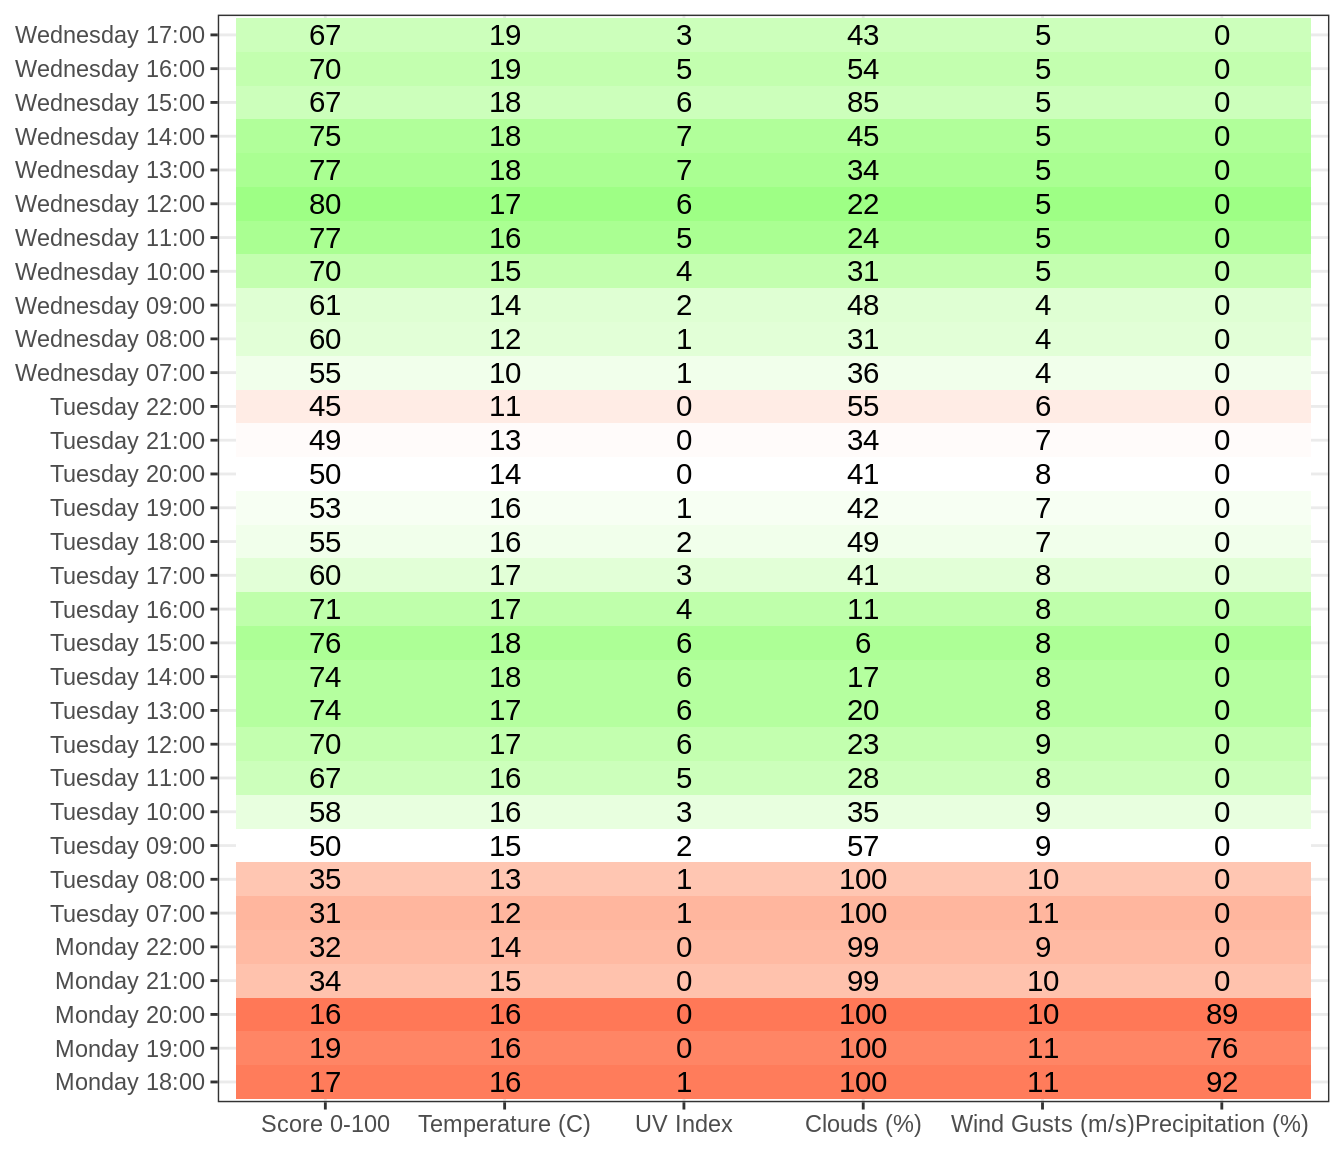 Wednesday 17:00 67 19 3 43 5 0
Wednesday 16:00 70 19 5 54 5 0
Wednesday 15:00 67 18 6 85 5 0
Wednesday 14:00 75 18 7 45 5 0
Wednesday 13:00 77 18 7 34 5 0
Wednesday 12:00 80 17 6 22 5 0
Wednesday 11:00 77 16 5 24 5 0
Wednesday 10:00 70 15 4 31 5 0
Wednesday 09:00 61 14 2 48 4 0
Wednesday 08:00 60 12 1 31 4 0
Wednesday 07:00 55 10 1 36 4 0
Tuesday 22:00 45 11 0 55 6 0
Tuesday 21:00 49 13 0 34 7 0
Tuesday 20:00 50 14 0 41 8 0
Tuesday 19:00 53 16 1 42 7 0
Tuesday 18:00 55 16 2 49 7 0
Tuesday 17:00 60 17 3 41 8 0
Tuesday 16:00 71 17 4 11 8 0
Tuesday 15:00 76 18 6 6 8 0
Tuesday 14:00 74 18 6 17 8 0
Tuesday 13:00 74 17 6 20 8 0
Tuesday 12:00 70 17 6 23 9 0
Tuesday 11:00 67 16 5 28 8 0
Tuesday 10:00 58 16 3 35 9 0
Tuesday 09:00 50 15 2 57 9 0
Tuesday 08:00 35 13 1 100 10 0
Tuesday 07:00 31 12 1 100 11 0
Monday 22:00 32 14 0 99 9 0
Monday 21:00 34 15 0 99 10 0
Monday 20:00 16 16 0 100 10 89
Monday 19:00 19 16 0 100 11 76
Monday 18:00 17 16 1 100 11 92
Score 0-100 Temperature (C) UV Index Clouds (%) Wind Gusts (m/s) Precipitation (%)